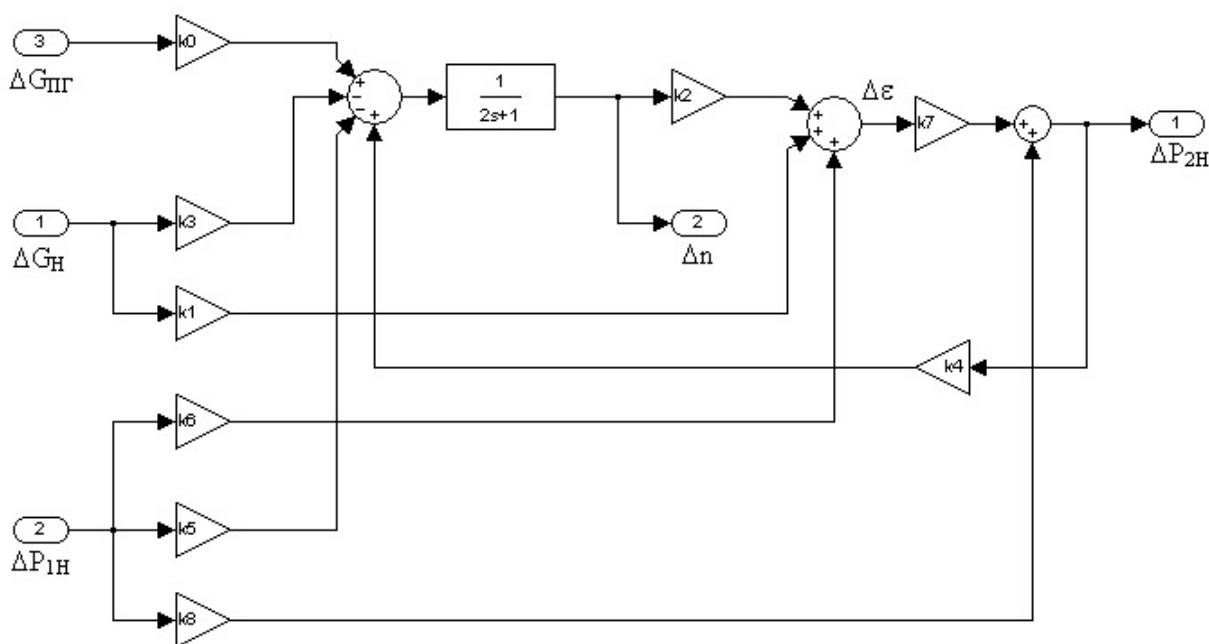 3
k0
ΔGПГ
+
-
-
+
1
2s+1
k2
+
+
+
Δε
k7
+
+
1
ΔP2Н
1
k3
ΔGН
2
Δn
k1
k4
k6
2
k5
ΔP1Н
k8